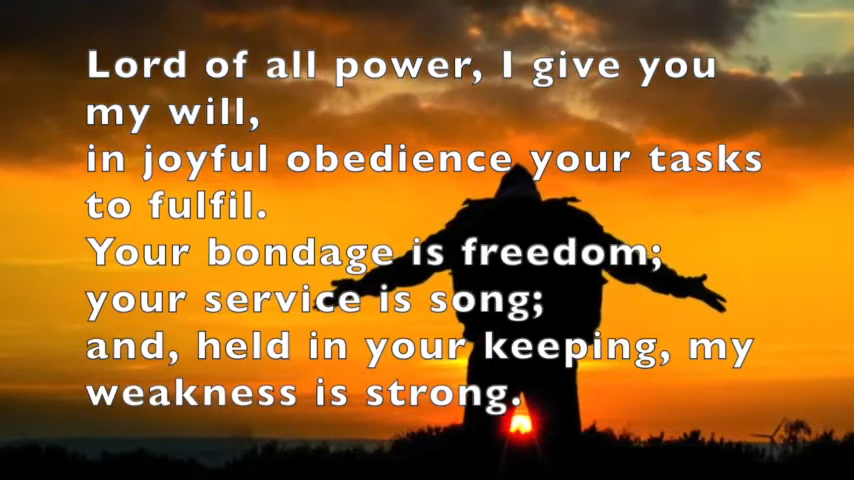 Lord of all power, I give you
my will,
in joyful obedience your tasks
to fulfil.
Your bondage is freedom;
your service is song;
and, held in your keeping, my
weakness is strong.